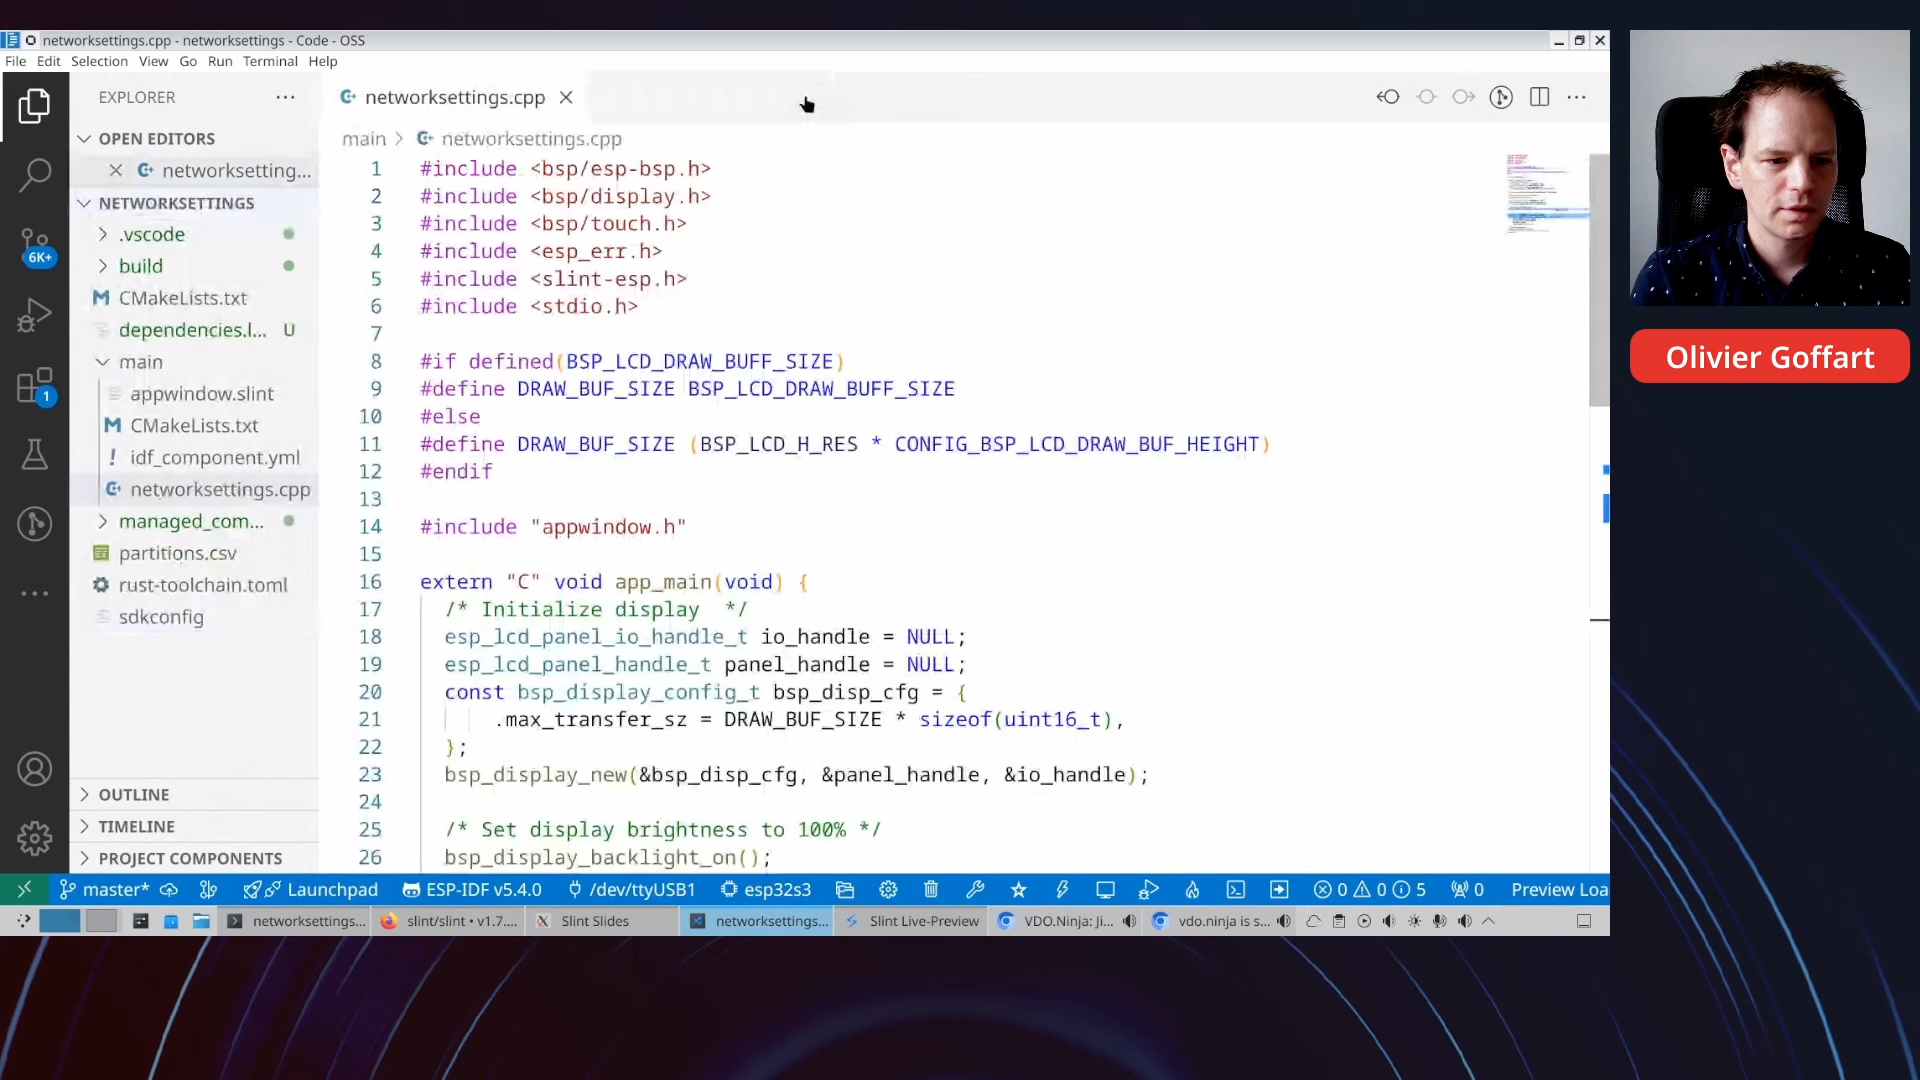 networksettings.cpp - networksettings - Code - OSS
File Edit Selection View Go Run Terminal Help
EXPLORER
networksettings.cpp
OPEN EDITORS
networksetting...
NETWORKSETTINGS
.vscode
build
CMakeLists.txt
dependencies.l... U
main
appwindow.slint
CMakeLists.txt
idf_component.yml
networksettings.cpp
managed_com...
partitions.csv
rust-toolchain.toml
sdkconfig
OUTLINE
TIMELINE
PROJECT COMPONENTS
6K+
1
main > networksettings.cpp
1 #include <bsp/esp-bsp.h>
2 #include <bsp/display.h>
3 #include <bsp/touch.h>
4 #include <esp_err.h>
5 #include <slint-esp.h>
6 #include <stdio.h>
7
8 #if defined(BSP_LCD_DRAW_BUFF_SIZE)
9 #define DRAW_BUF_SIZE BSP_LCD_DRAW_BUFF_SIZE
10 #else
11 #define DRAW_BUF_SIZE (BSP_LCD_H_RES * CONFIG_BSP_LCD_DRAW_BUF_HEIGHT)
12 #endif
13
14 #include "appwindow.h"
15
16 extern "C" void app_main(void) {
17 /* Initialize display  */
18 esp_lcd_panel_io_handle_t io_handle = NULL;
19 esp_lcd_panel_handle_t panel_handle = NULL;
20 const bsp_display_config_t bsp_disp_cfg = {
21 .max_transfer_sz = DRAW_BUF_SIZE * sizeof(uint16_t),
22 };
23 bsp_display_new(&bsp_disp_cfg, &panel_handle, &io_handle);
24
25 /* Set display brightness to 100% */
26 bsp_display_backlight_on();
master* Launchpad ESP-IDF v5.4.0 /dev/ttyUSB1 esp32s3 0 0 5 0 Preview Loa
networksettings... slint/slint • v1.7.... Slint Slides networksettings... Slint Live-Preview VDO.Ninja: Ji... vdo.ninja is s...
Olivier Goffart